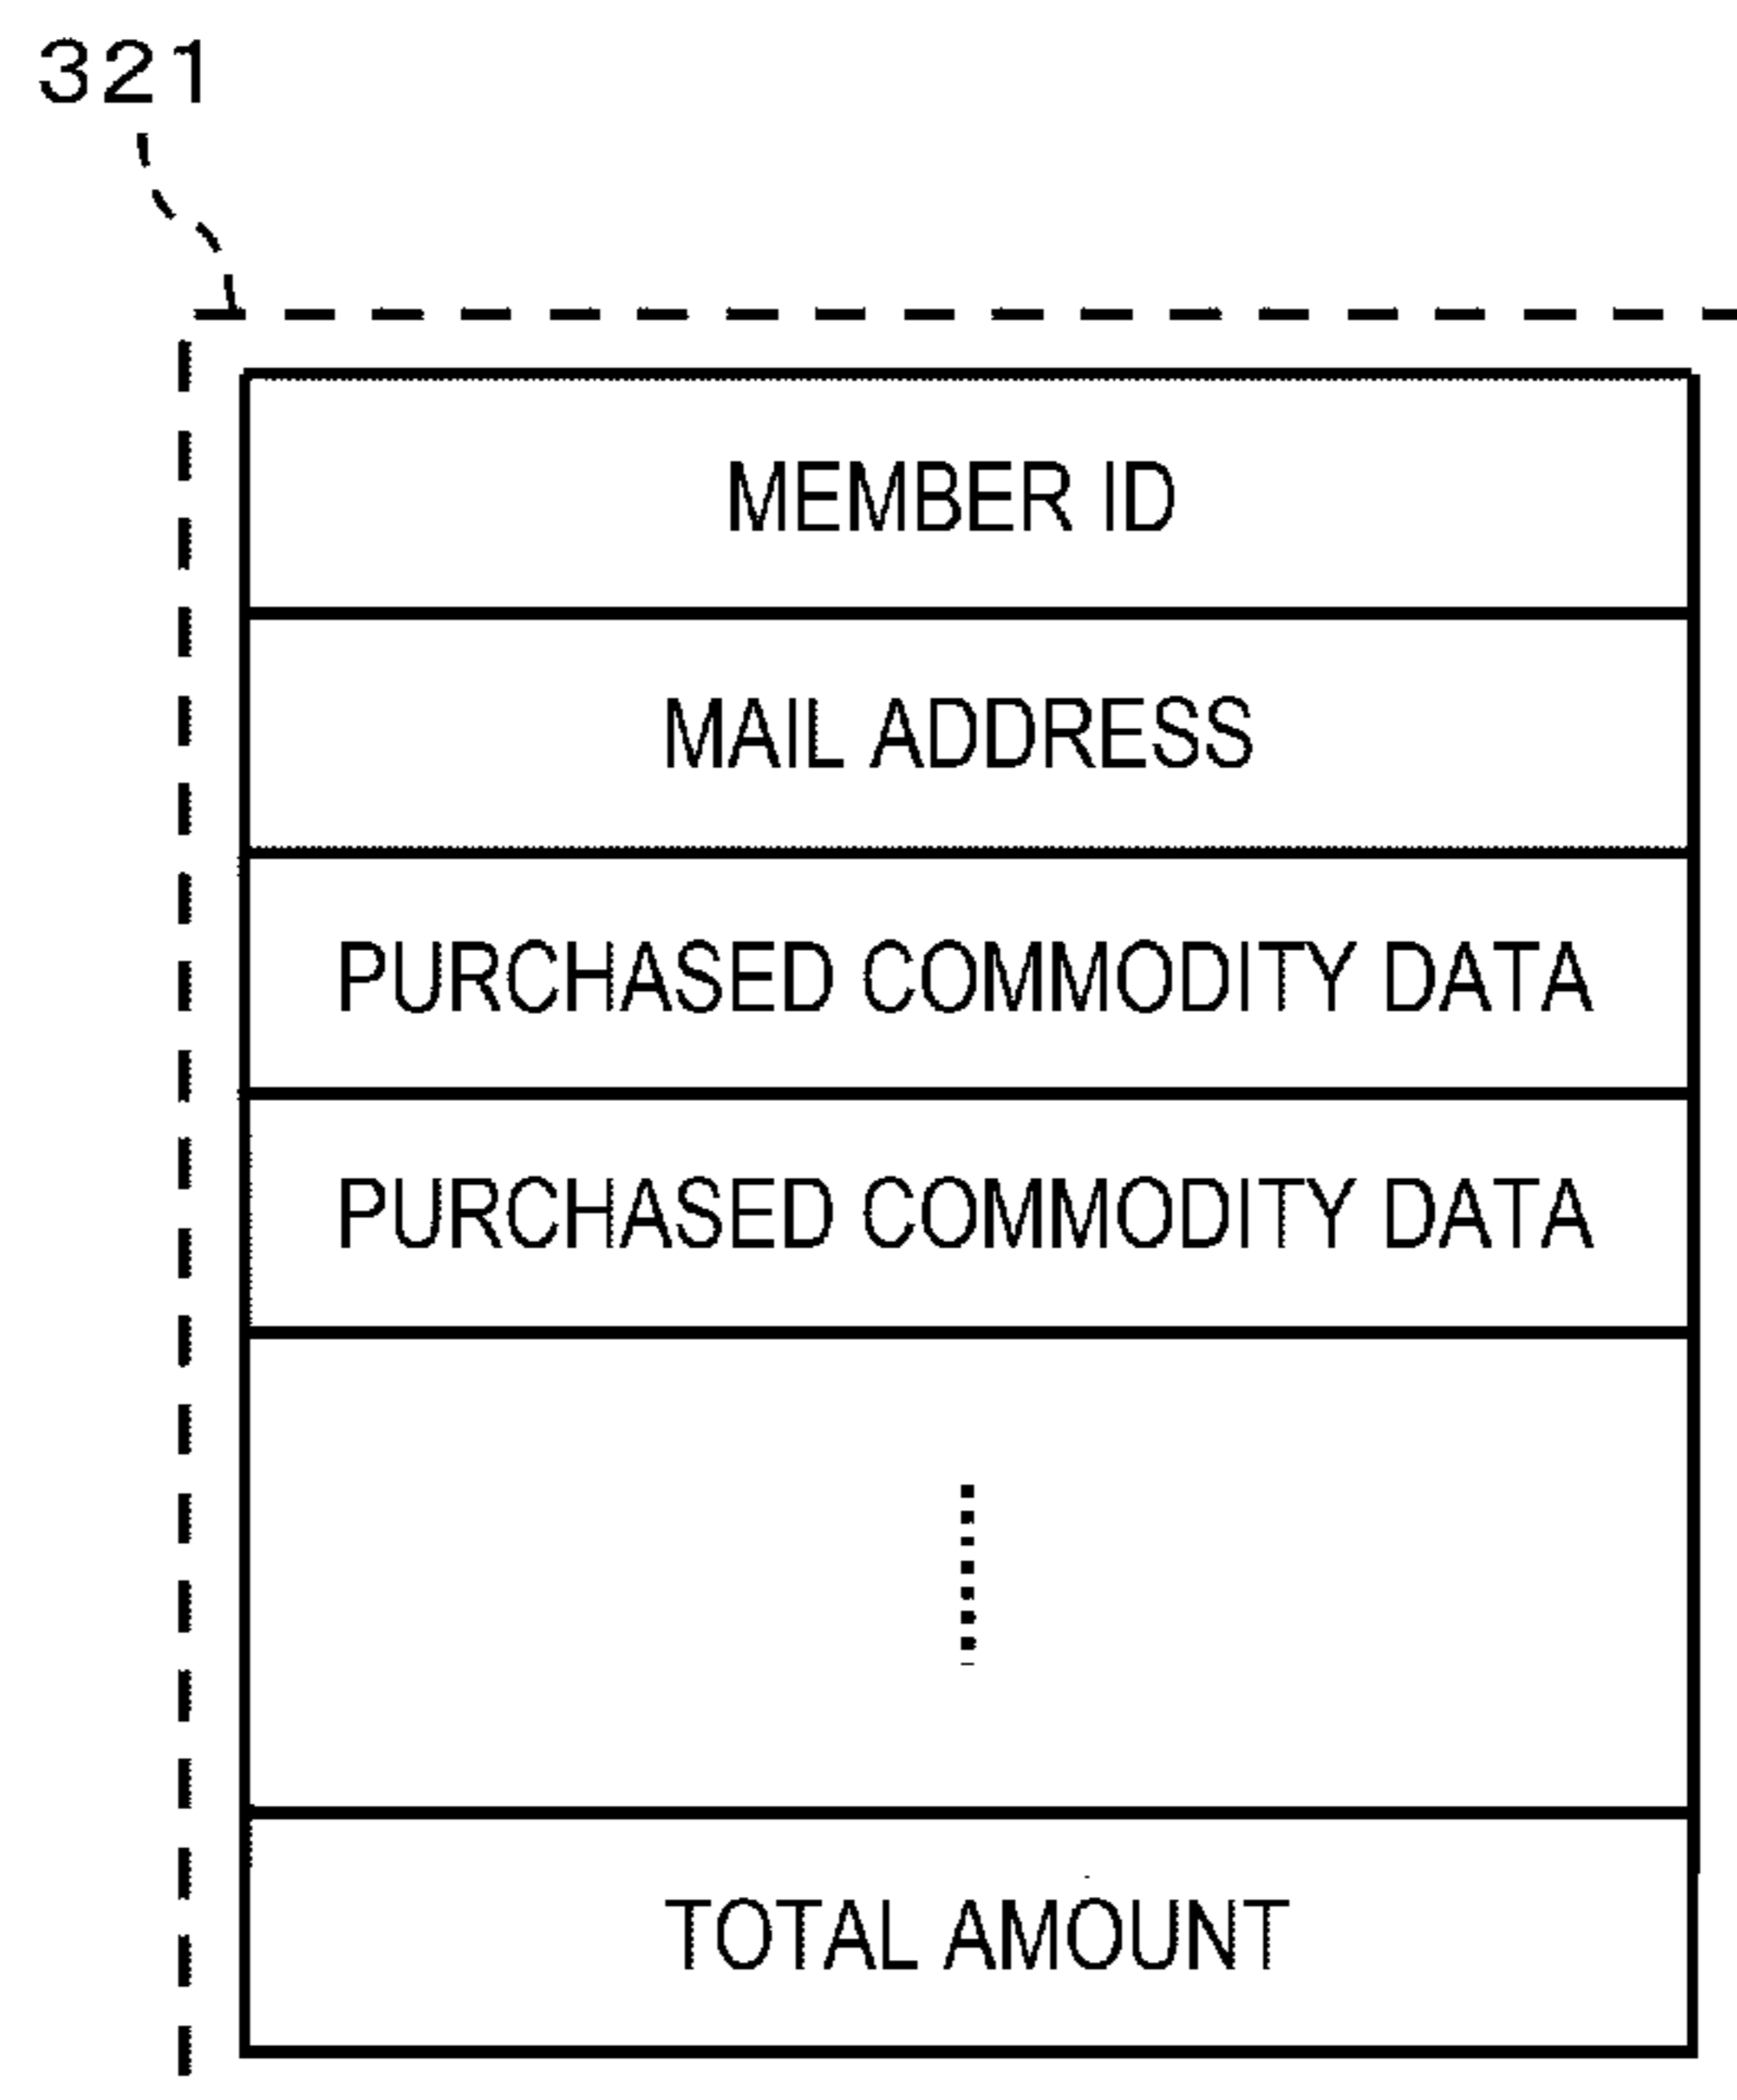 321
MEMBER ID
MAIL ADDRESS
PURCHASED COMMODITY DATA
PURCHASED COMMODITY DATA
TOTAL AMOUNT